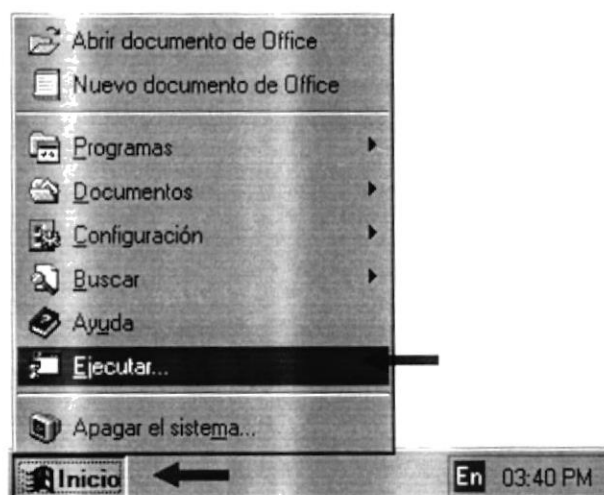 Abrir documento de Office
Nuevo documento de Office
Programas
Documentos
Configuración
Buscar
Ayuda
Ejecutar...
Apagar el sistema...
Inicio
En 03:40 PM